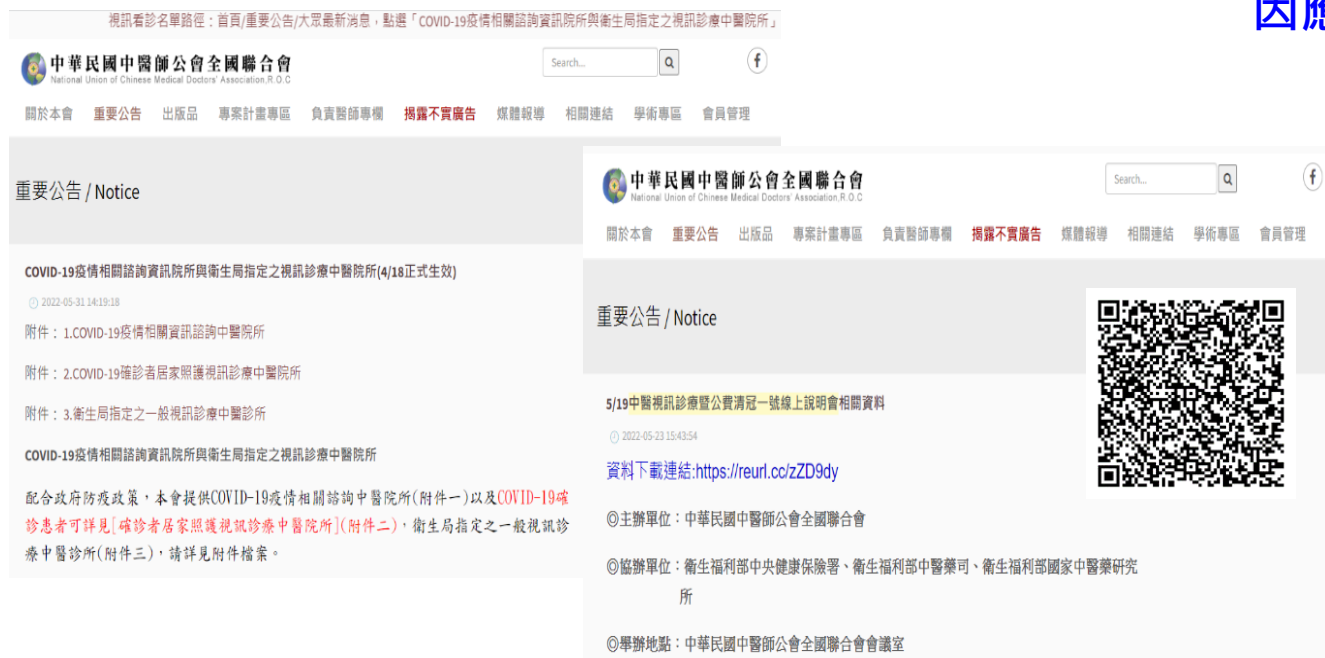 視訊看診名單路徑：首頁/重要公告/大眾最新消息，點選「COVID-19疫情相關諮詢資訊院所與衛生局指定之視訊診療中醫院所」
因應
中華民國中醫師公會全國聯合會
National Union of Chinese Medical Doctors' Association,R.O.C
Search...
關於本會 重要公告 出版品 專案計畫專區 負責醫師專欄 揭露不實廣告 媒體報導 相關連結 學術專區 會員管理
重要公告 / Notice
COVID-19疫情相關諮詢資訊院所與衛生局指定之視訊診療中醫院所(4/18正式生效)
2022-05-31 14:19:18
附件： 1.COVID-19疫情相關資訊諮詢中醫院所
附件： 2.COVID-19確診者居家照護視訊診療中醫院所
附件： 3.衛生局指定之一般視訊診療中醫診所
COVID-19疫情相關諮詢資訊院所與衛生局指定之視訊診療中醫院所
配合政府防疫政策，本會提供COVID-19疫情相關諮詢中醫院所(附件一)以及COVID-19確
診患者可詳見[確診者居家照護視訊診療中醫院所](附件二)，衛生局指定之一般視訊診
療中醫診所(附件三)，請詳見附件檔案。
中華民國中醫師公會全國聯合會
National Union of Chinese Medical Doctors' Association,R.O.C
Search...
關於本會 重要公告 出版品 專案計畫專區 負責醫師專欄 揭露不實廣告 媒體報導 相關連結 學術專區 會員管理
重要公告 / Notice
5/19中醫視訊診療暨公費清冠一號線上說明會相關資料
2022-05-23 15:43:54
資料下載連結:https://reurl.cc/zZD9dy
◎主辦單位：中華民國中醫師公會全國聯合會
◎協辦單位：衛生福利部中央健康保險署、衛生福利部中醫藥司、衛生福利部國家中醫藥研究
所
◎舉辦地點：中華民國中醫師公會全國聯合會會議室